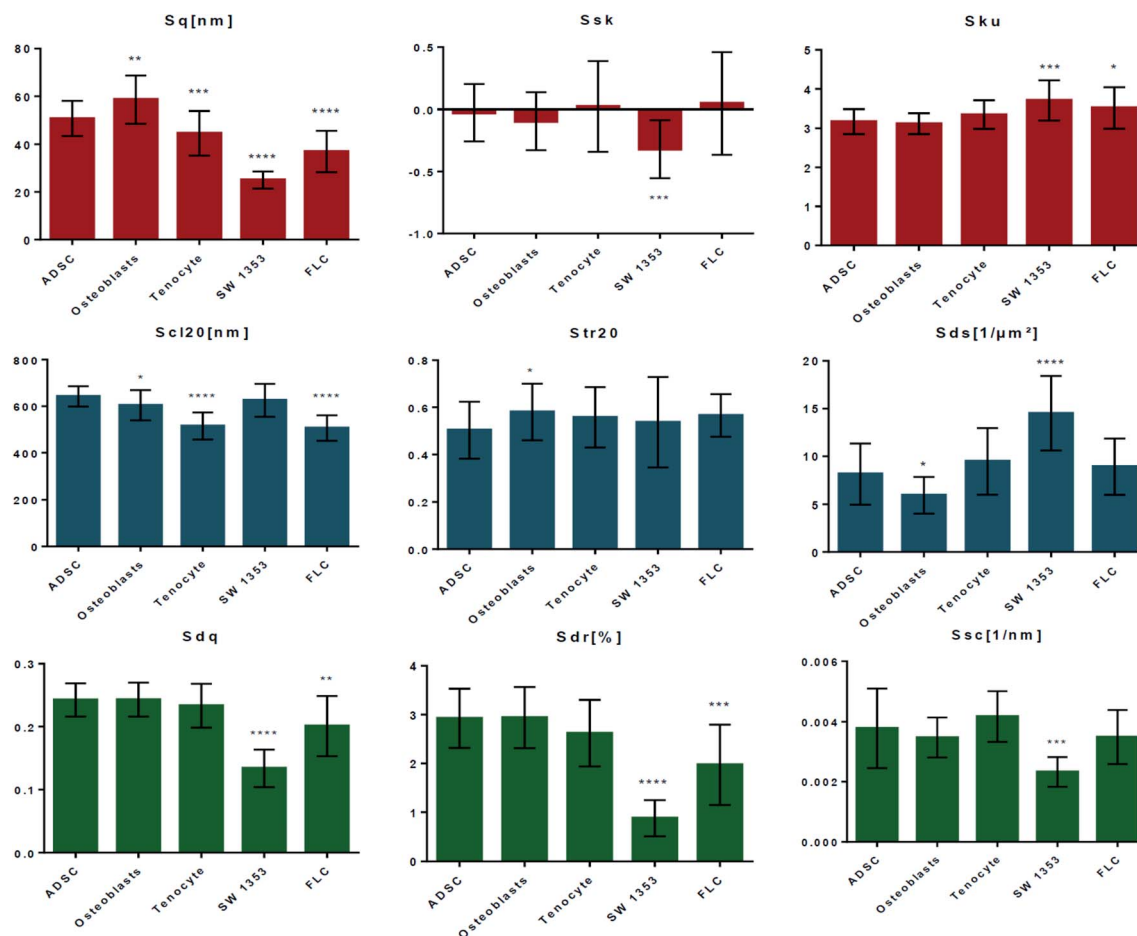 Sq[nm]
80
60
40
20
0
**
***
****
****
ADSC
Osteoblasts
Tenocyte
SW 1353
FLC
Ssk
0.5
0.0
-0.5
-1.0
***
ADSC
Osteoblasts
Tenocyte
SW 1353
FLC
Sku
5
4
3
2
1
0
***
*
ADSC
Osteoblasts
Tenocyte
SW 1353
FLC
Scl20[nm]
800
600
400
200
0
*
****
****
ADSC
Osteoblasts
Tenocyte
SW 1353
FLC
Str20
0.8
0.6
0.4
0.2
0.0
*
ADSC
Osteoblasts
Tenocyte
SW 1353
FLC
Sds[1/µm²]
20
15
10
5
0
*
****
ADSC
Osteoblasts
Tenocyte
SW 1353
FLC
Sdq
0.3
0.2
0.1
0.0
****
**
ADSC
Osteoblasts
Tenocyte
SW 1353
FLC
Sdr[%]
4
3
2
1
0
****
***
ADSC
Osteoblasts
Tenocyte
SW 1353
FLC
Ssc[1/nm]
0.006
0.004
0.002
0.000
***
ADSC
Osteoblasts
Tenocyte
SW 1353
FLC